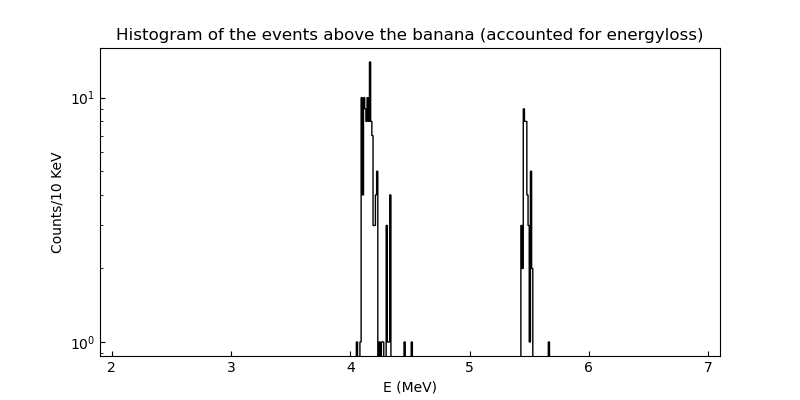 Histogram of the events above the banana (accounted for energyloss)
Counts/10 KeV
10¹
10⁰
2 3 4 5 6 7
E (MeV)